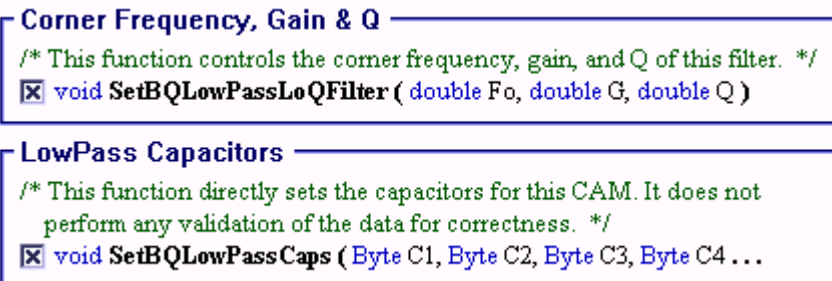 Corner Frequency, Gain & Q
/* This function controls the corner frequency, gain, and Q of this filter. */
void SetBQLowPassLoQFilter ( double Fo, double G, double Q )
LowPass Capacitors
/* This function directly sets the capacitors for this CAM. It does not
perform any validation of the data for correctness. */
void SetBQLowPassCaps ( Byte C1, Byte C2, Byte C3, Byte C4 ...